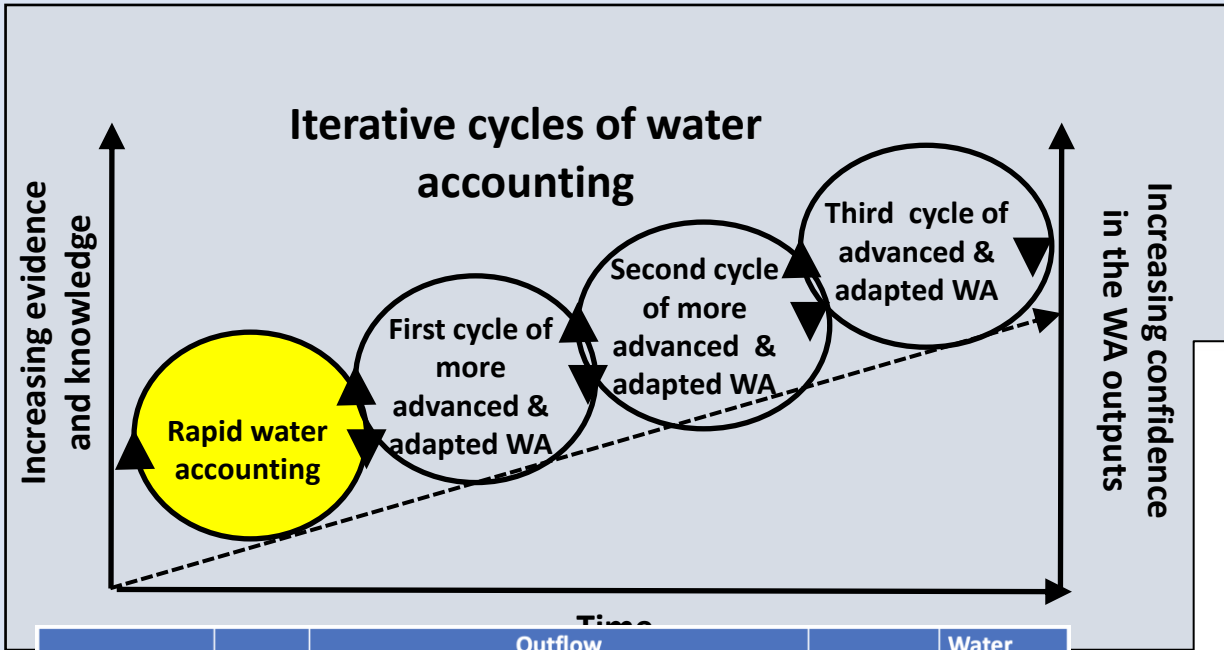 Iterative cycles of water
accounting
Increasing evidence
and knowledge
Rapid water
accounting
First cycle of
more
advanced &
adapted WA
Second cycle
of more
advanced &
adapted WA
Third cycle of
advanced &
adapted WA
Increasing confidence
in the WA outputs
Time
Outflow
Water